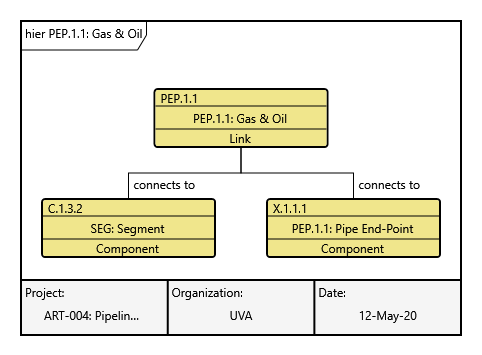 hier PEP.1.1: Gas & Oil
PEP.1.1
PEP.1.1: Gas & Oil
Link
connects to
connects to
C.1.3.2
SEG: Segment
Component
X.1.1.1
PEP.1.1: Pipe End-Point
Component
Project:
ART-004: Pipelin...
Organization:
UVA
Date:
12-May-20